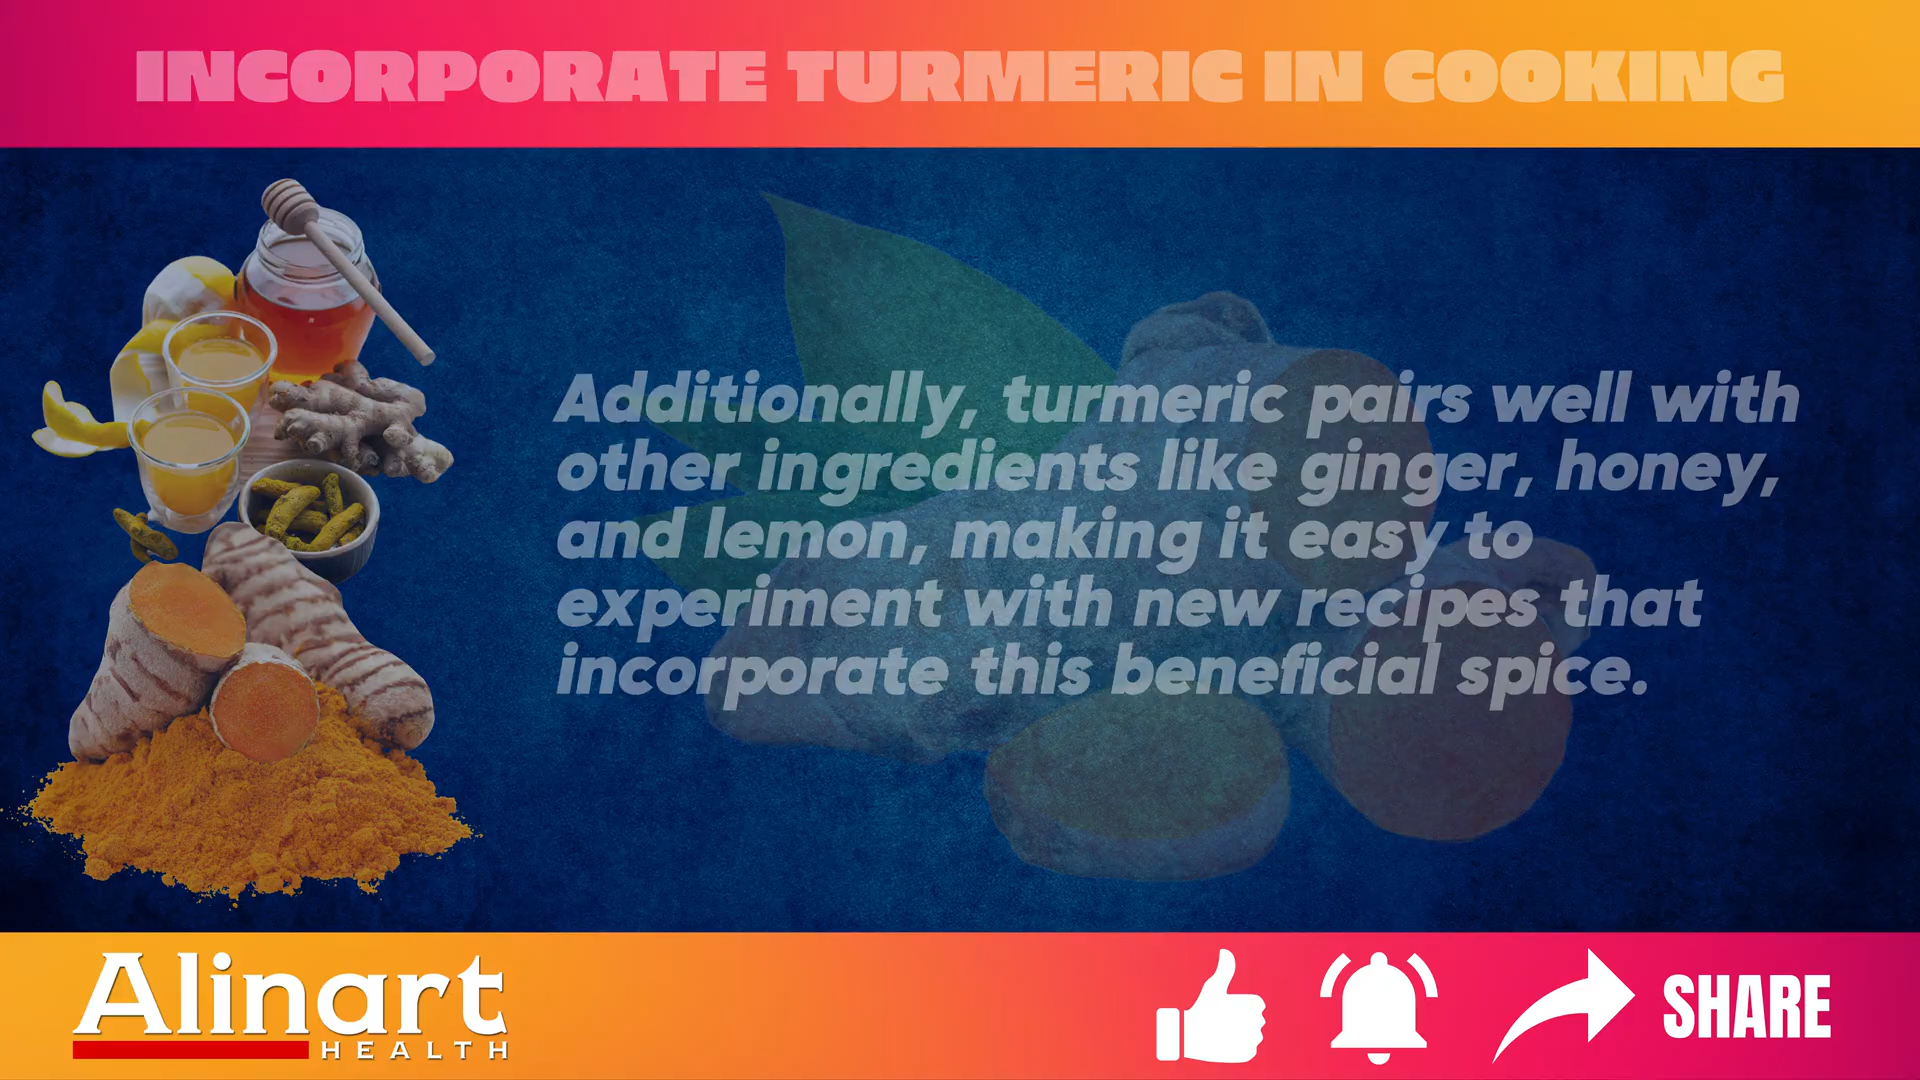 INCORPORATE TURMERIC IN COOKING
Additionally, turmeric pairs well with
other ingredients like ginger, honey,
and lemon, making it easy to
experiment with new recipes that
incorporate this beneficial spice.
Alinart
HEALTH
SHARE